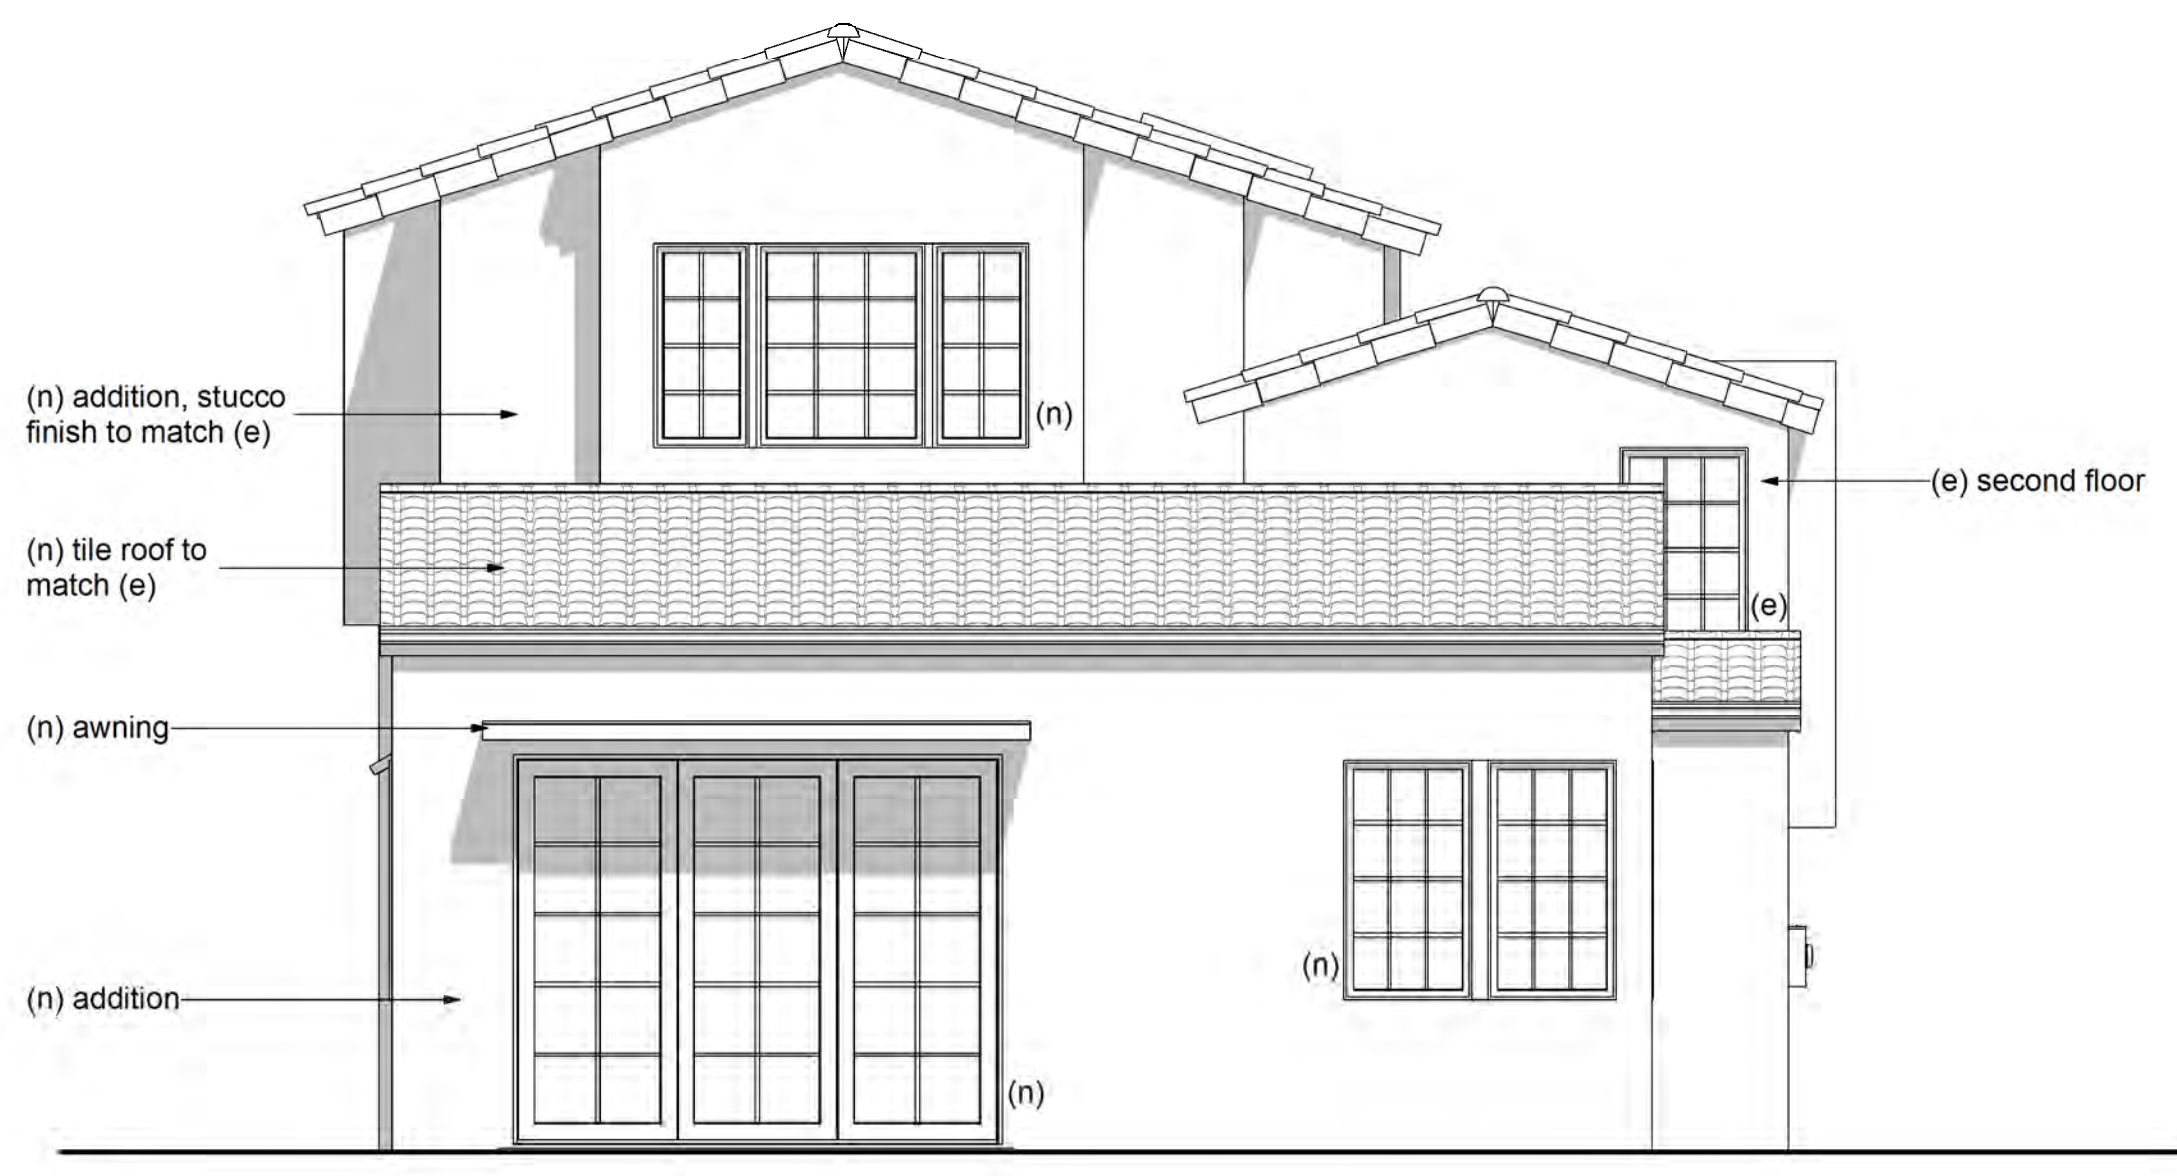 (n) addition, stucco
finish to match (e)
(n)
(e) second floor
(n) tile roof to
match (e)
(e)
(n) awning
(n)
(n) addition
(n)